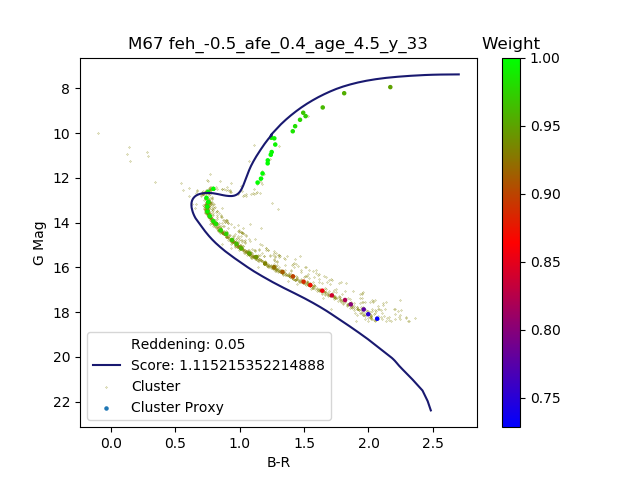 M67 feh_-0.5_afe_0.4_age_4.5_y_33
Weight
8
10
12
14
16
18
20
22
G Mag
0.0 0.5 1.0 1.5 2.0 2.5
B-R
Reddening: 0.05
Score: 1.115215352214888
Cluster
Cluster Proxy
1.00
0.95
0.90
0.85
0.80
0.75